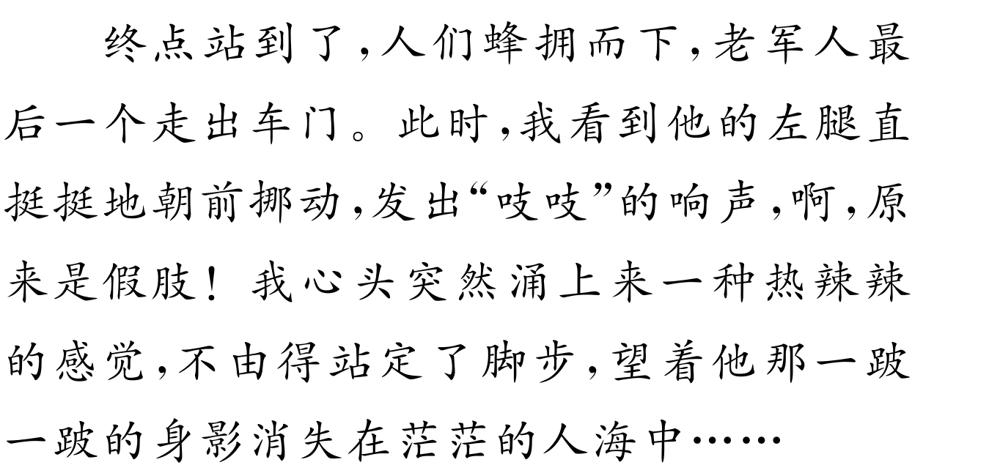 终点站到了，人们蜂拥而下，老军人最
后一个走出车门。此时，我看到他的左腿直
挺挺地朝前挪动，发出“吱吱”的响声，啊，原
来是假肢！我心头突然涌上来一种热辣辣
的感觉，不由得站定了脚步，望着他那一跛
一跛的身影消失在茫茫的人海中……